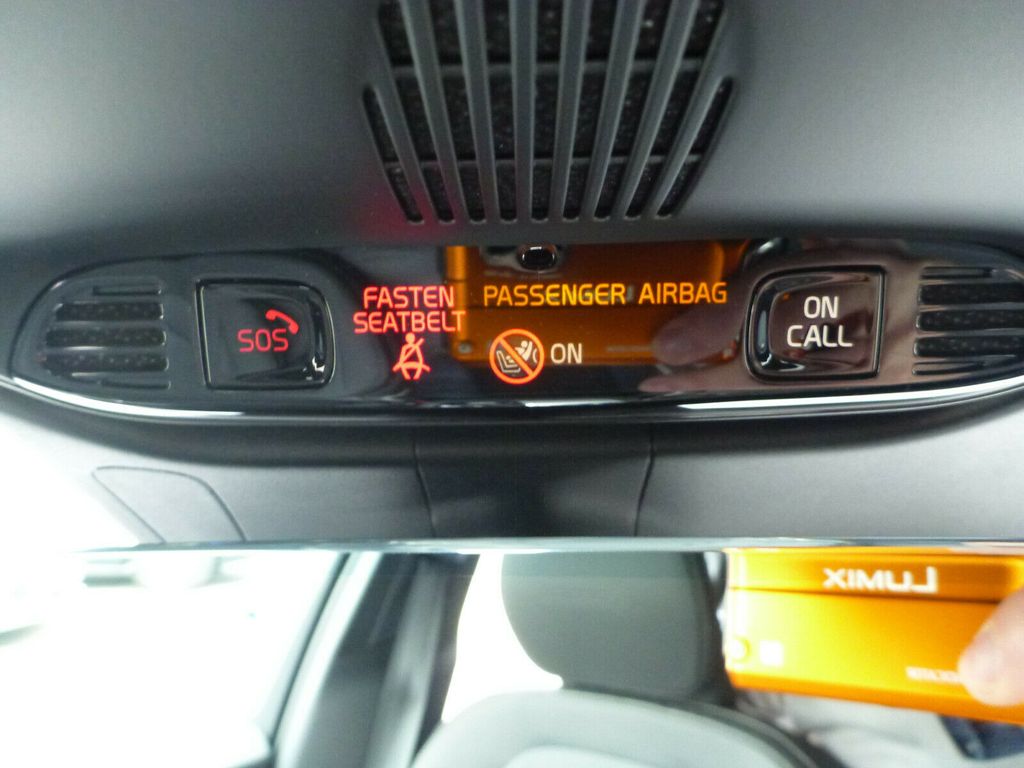 SOS
FASTEN
SEATBELT
PASSENGER AIRBAG
ON
ON
CALL
LUMIX